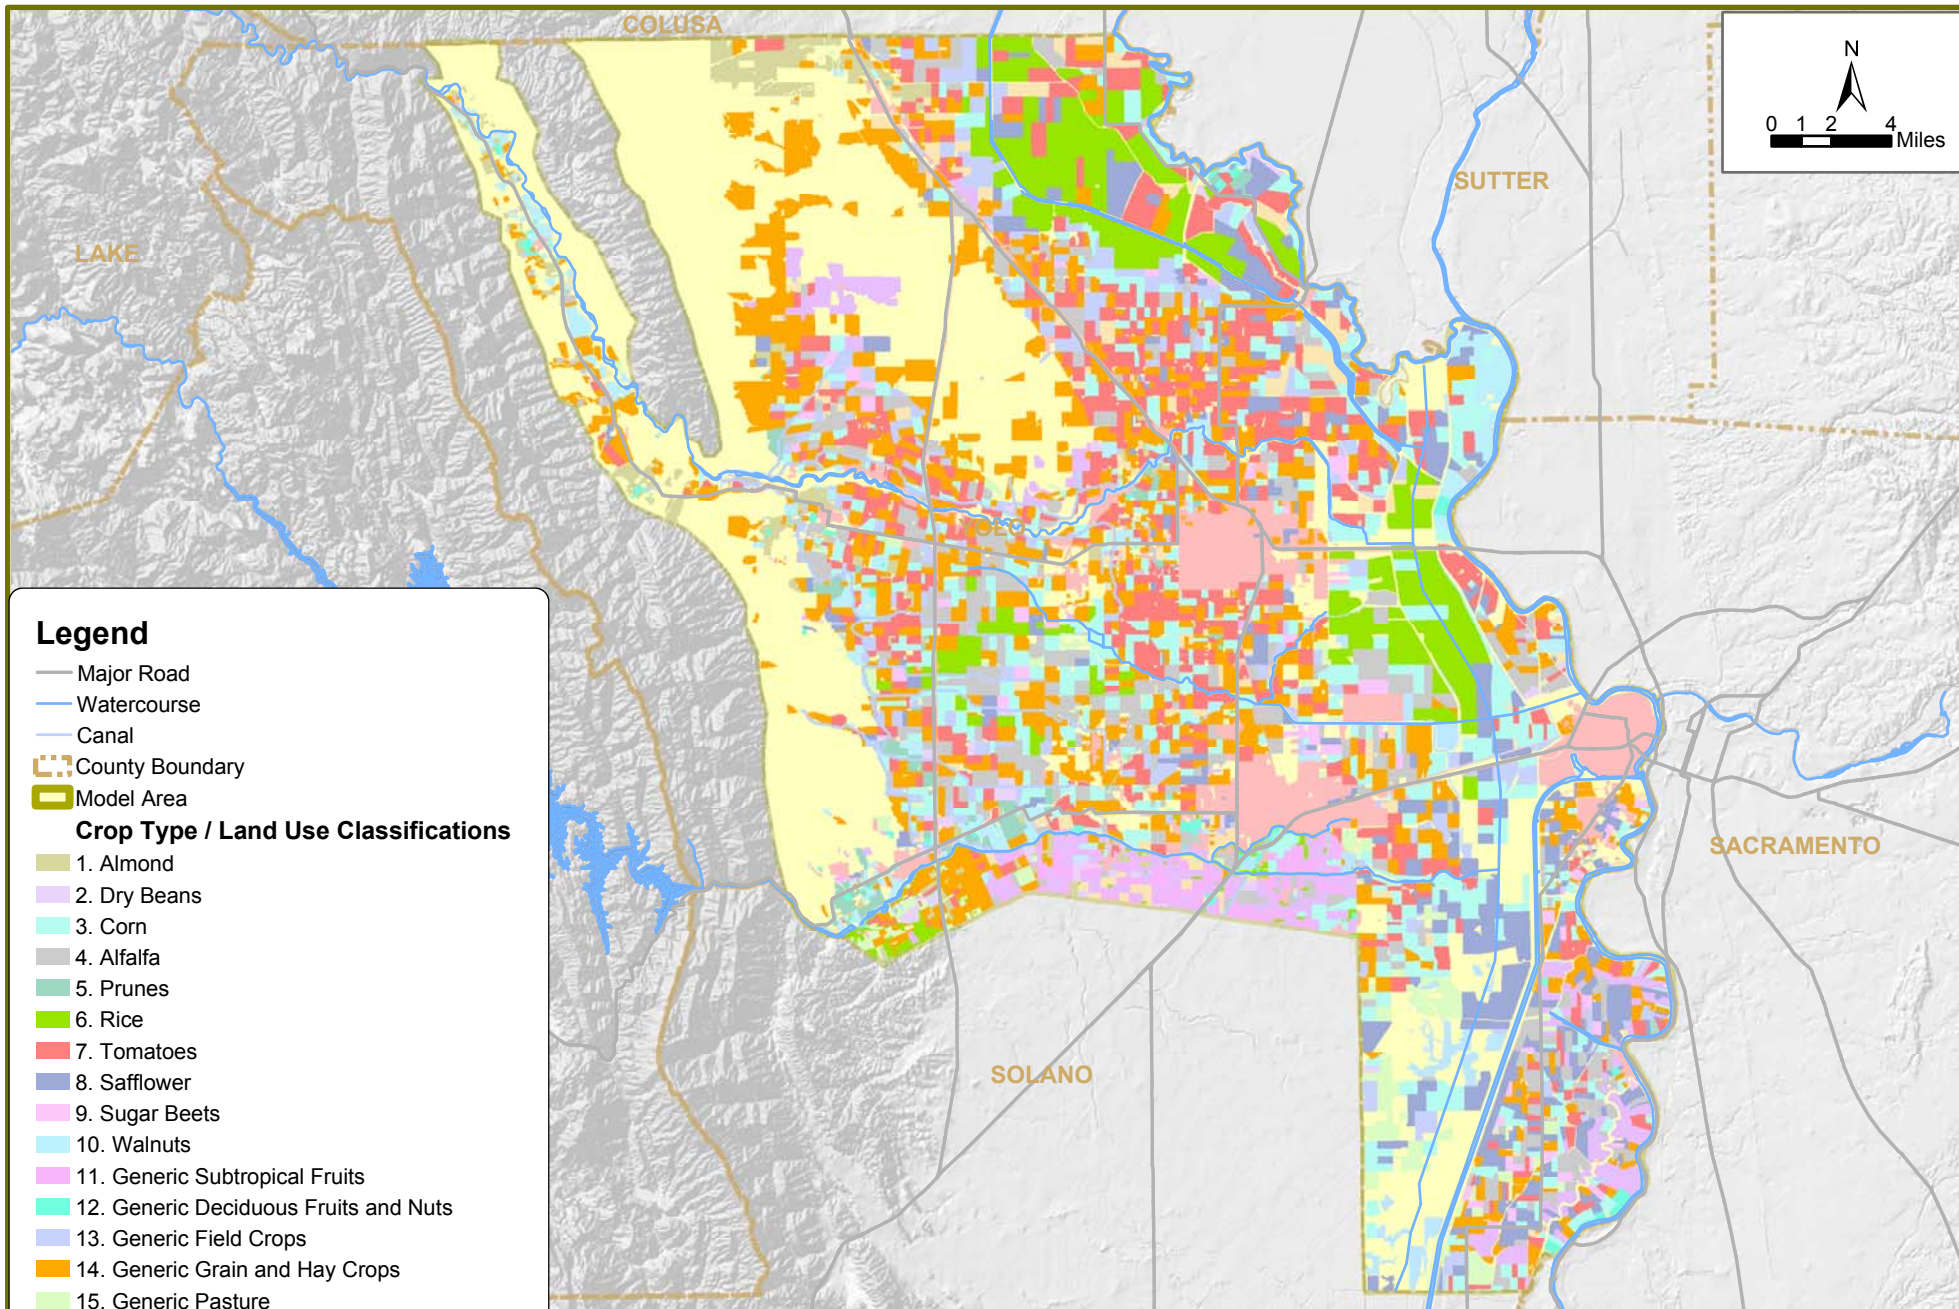 COLUSA
N
0 1 2 4
Miles
SUTTER
LAKE
YOLO
SACRAMENTO
SOLANO
Legend
Major Road
Watercourse
Canal
County Boundary
Model Area
Crop Type / Land Use Classifications
1. Almond
2. Dry Beans
3. Corn
4. Alfalfa
5. Prunes
6. Rice
7. Tomatoes
8. Safflower
9. Sugar Beets
10. Walnuts
11. Generic Subtropical Fruits
12. Generic Deciduous Fruits and Nuts
13. Generic Field Crops
14. Generic Grain and Hay Crops
15. Generic Pasture